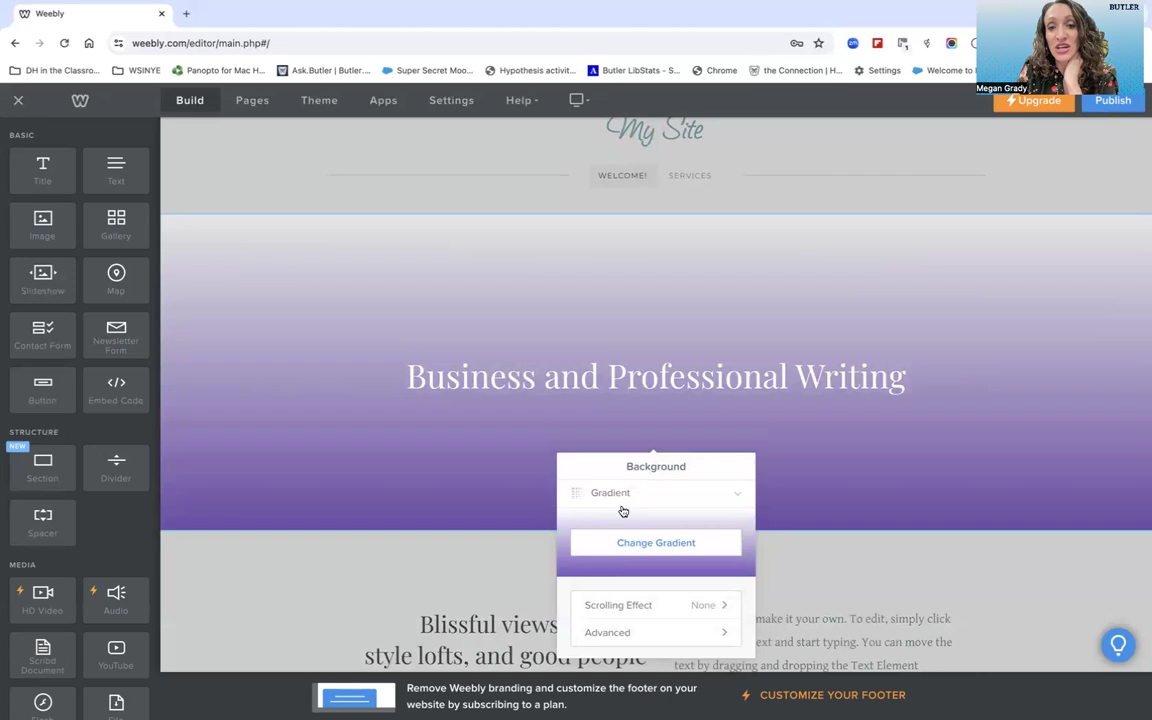 Weebly
BUTLER
weebly.com/editor/main.php#/
DH in the Classro...
WSINYE
Panopto for Mac H...
Ask.Butler | Butler....
Super Secret Moo...
Hypothesis activit...
Butler LibStats - S...
Chrome
the Connection | H...
Settings
Welcome to
Megan Grady
Build
Pages
Theme
Apps
Settings
Help
Upgrade
Publish
BASIC
Title
Text
Image
Gallery
Slideshow
Map
Contact Form
Newsletter
Form
Button
Embed Code
STRUCTURE
NEW
Section
Divider
Spacer
MEDIA
HD Video
Audio
Scribd
Document
YouTube
My Site
WELCOME!
SERVICES
Business and Professional Writing
Background
Gradient
Change Gradient
Scrolling Effect
None
Advanced
Blissful views
style lofts, and good people
make it your own. To edit, simply click
ext and start typing. You can move the
text by dragging and dropping the Text Element
Remove Weebly branding and customize the footer on your
website by subscribing to a plan.
CUSTOMIZE YOUR FOOTER